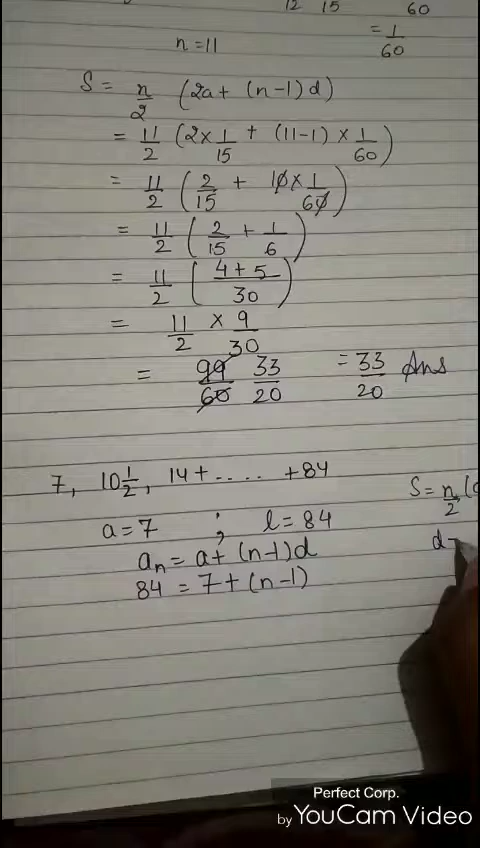 12 15 60
= 1/60
n = 11
S = n/2 (2a + (n-1) d)
= 11/2 (2 × 1/15 + (11-1) × 1/60)
= 11/2 (2/15 + 10 × 1/60)
= 11/2 (2/15 + 1/6)
= 11/2 (4+5/30)
= 11/2 × 9/30
= 99/60 33/20 = 33/20 Ans
7, 10 1/2, 14 + ..... + 84
S = n/2 (
a = 7 ; l = 84
d =
an = a + (n-1)d
84 = 7 + (n-1)
Perfect Corp.
by YouCam Video